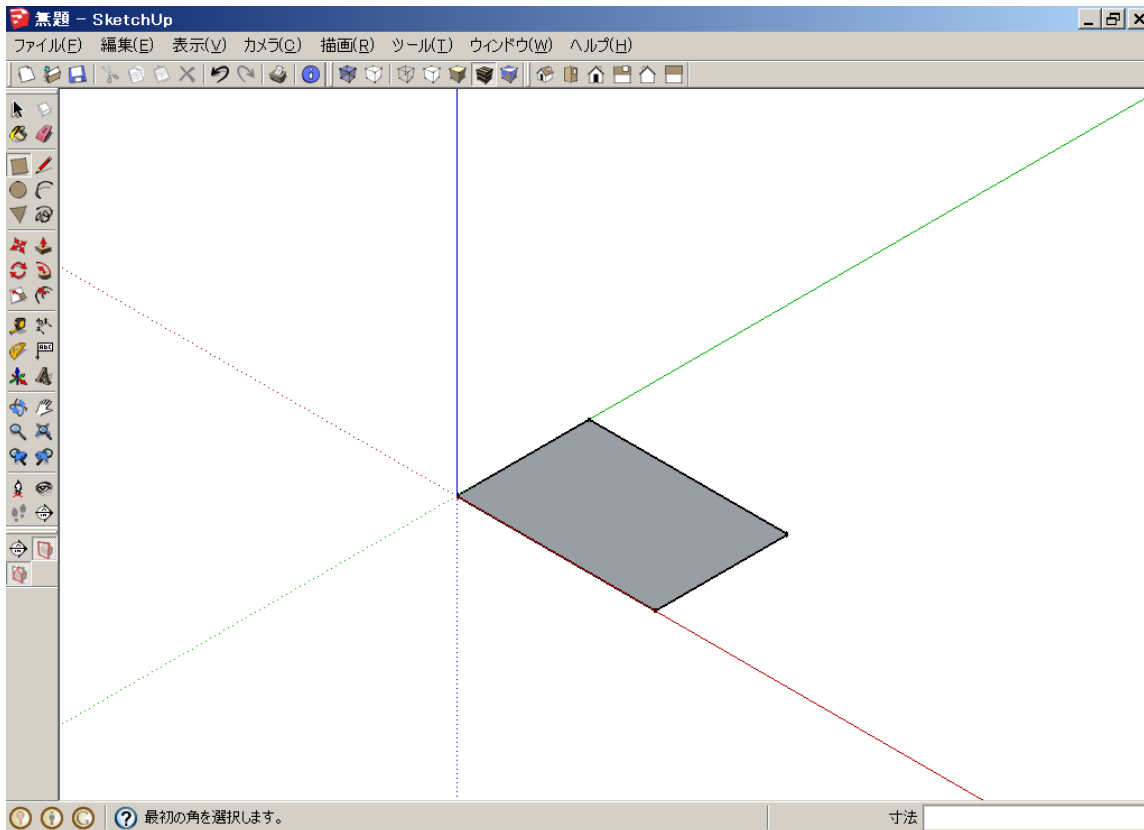 無題 - SketchUp
ファイル(F) 編集(E) 表示(V) カメラ(C) 描画(R) ツール(T) ウィンドウ(W) ヘルプ(H)
最初の角を選択します。
寸法